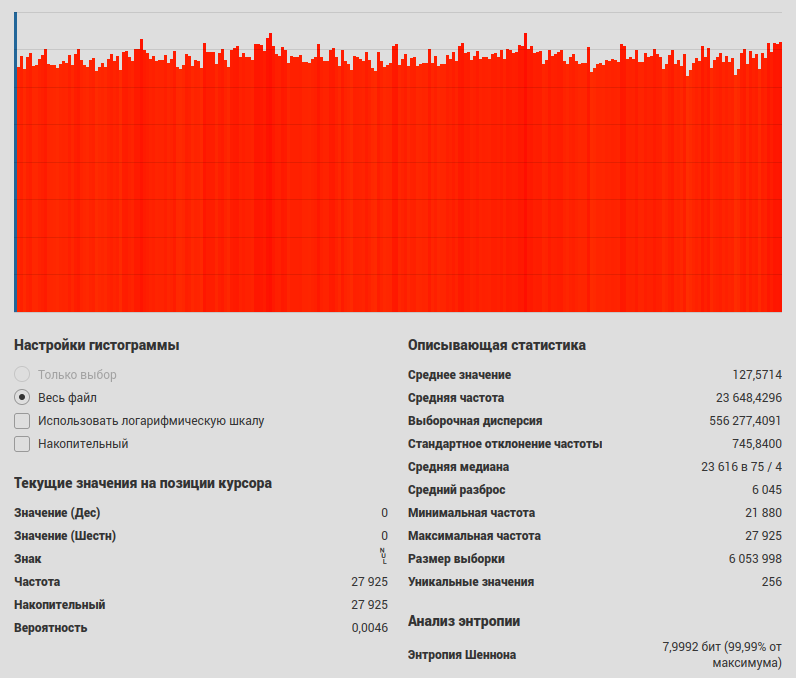 Настройки гистограммы
Только выбор
Весь файл
Использовать логарифмическую шкалу
Накопительный
Текущие значения на позиции курсора
Значение (Дес) 0
Значение (Шестн) 0
Знак NUL
Частота 27 925
Накопительный 27 925
Вероятность 0,0046
Описывающая статистика
Среднее значение 127,5714
Средняя частота 23 648,4296
Выборочная дисперсия 556 277,4091
Стандартное отклонение частоты 745,8400
Средняя медиана 23 616 в 75 / 4
Средний разброс 6 045
Минимальная частота 21 880
Максимальная частота 27 925
Размер выборки 6 053 998
Уникальные значения 256
Анализ энтропии
Энтропия Шеннона 7,9992 бит (99,99% от
максимума)